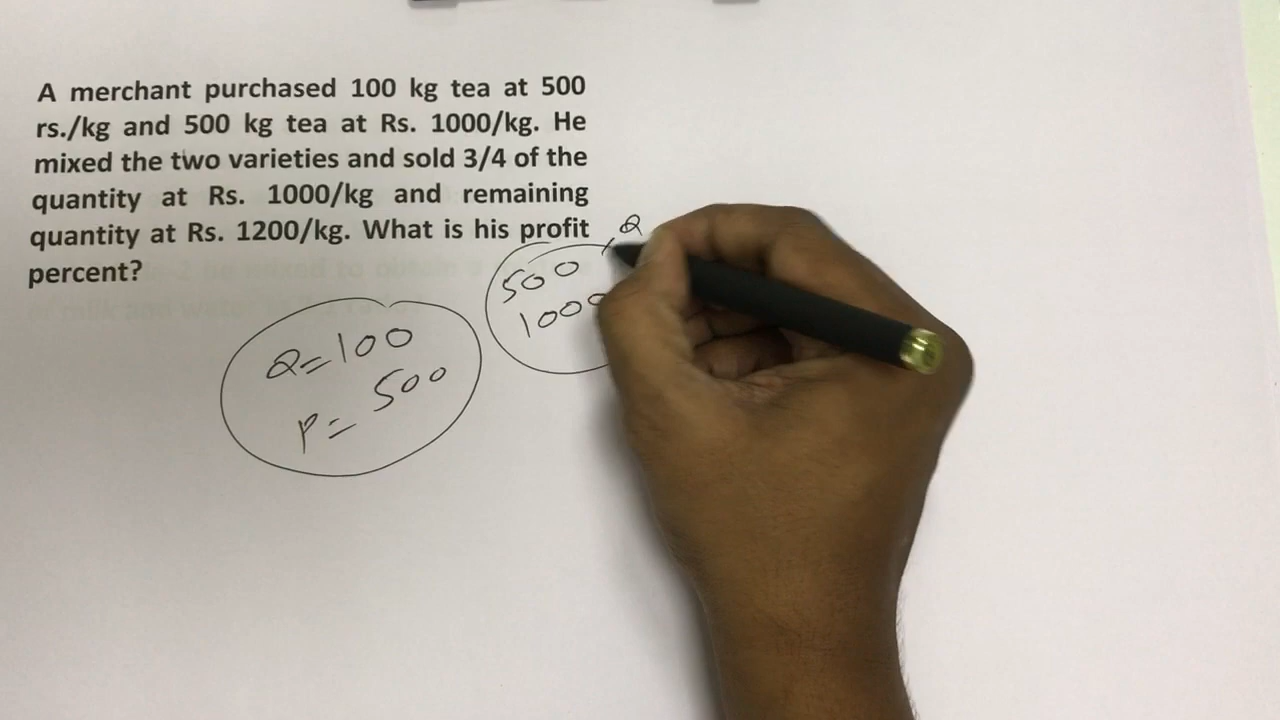 A merchant purchased 100 kg tea at 500
rs./kg and 500 kg tea at Rs. 1000/kg. He
mixed the two varieties and sold 3/4 of the
quantity at Rs. 1000/kg and remaining
quantity at Rs. 1200/kg. What is his profit
percent?
Q
500
1000
Q=100
P= 500